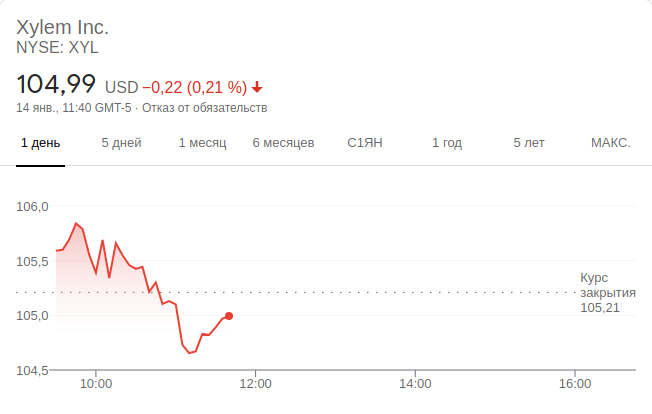 Xylem Inc.
NYSE: XYL
104,99 USD −0,22 (0,21 %)
14 янв., 11:40 GMT-5 · Отказ от обязательств
1 день 5 дней 1 месяц 6 месяцев С1ЯН 1 год 5 лет МАКС.
106,0
105,5
Курс
закрытия
105,21
105,0
104,5
10:00 12:00 14:00 16:00